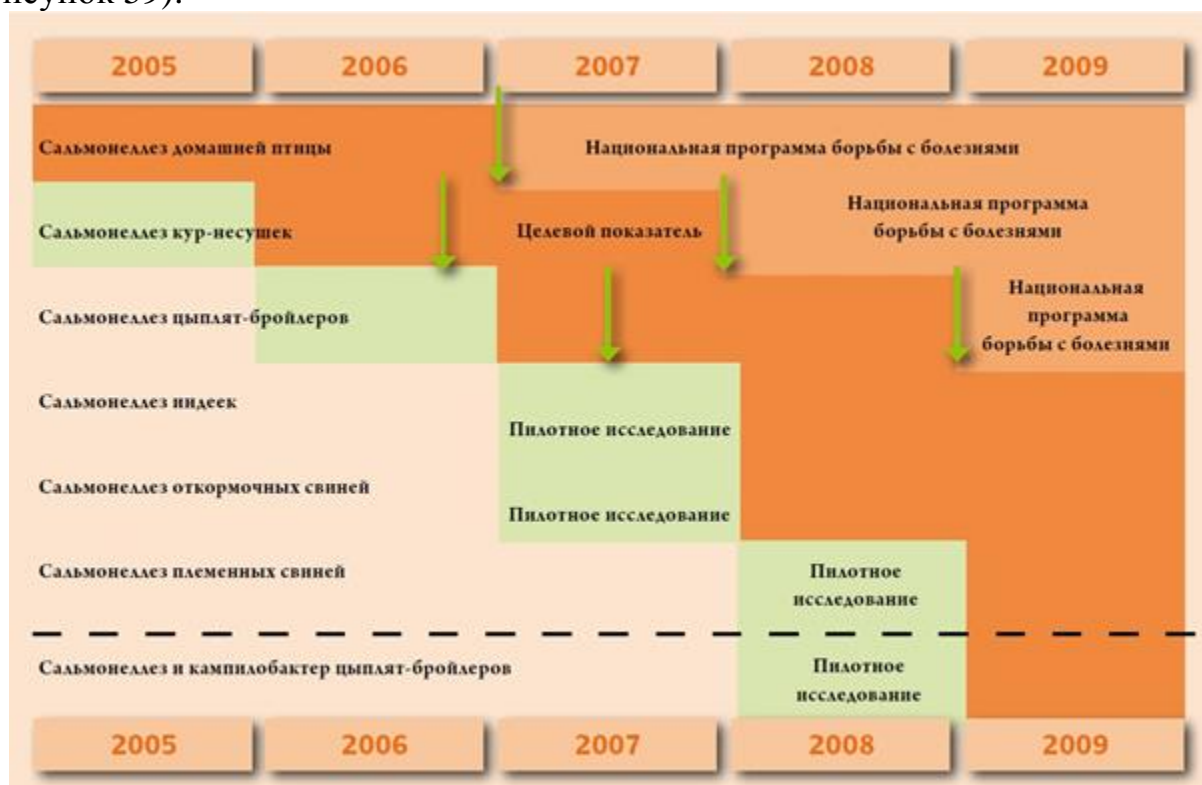 исунок 39).
2005 2006 2007 2008 2009
Сальмонеллез домашней птицы
Национальная программа борьбы с болезнями
Сальмонеллез кур-несушек
Целевой показатель
Национальная программа
борьбы с болезнями
Сальмонеллез цыплят-бройлеров
Национальная
программа
борьбы с болезнями
Сальмонеллез индеек
Пилотное исследование
Сальмонеллез откормочных свиней
Пилотное исследование
Сальмонеллез племенных свиней
Пилотное
исследование
Сальмонеллез и кампилобактер цыплят-бройлеров
Пилотное
исследование
2005 2006 2007 2008 2009